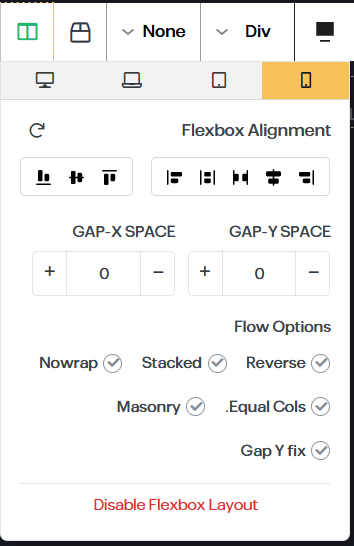 None Div
Flexbox Alignment
GAP-X SPACE GAP-Y SPACE
+ 0 − + 0 −
Flow Options
Nowrap Stacked Reverse
Masonry .Equal Cols
Gap Y fix
Disable Flexbox Layout